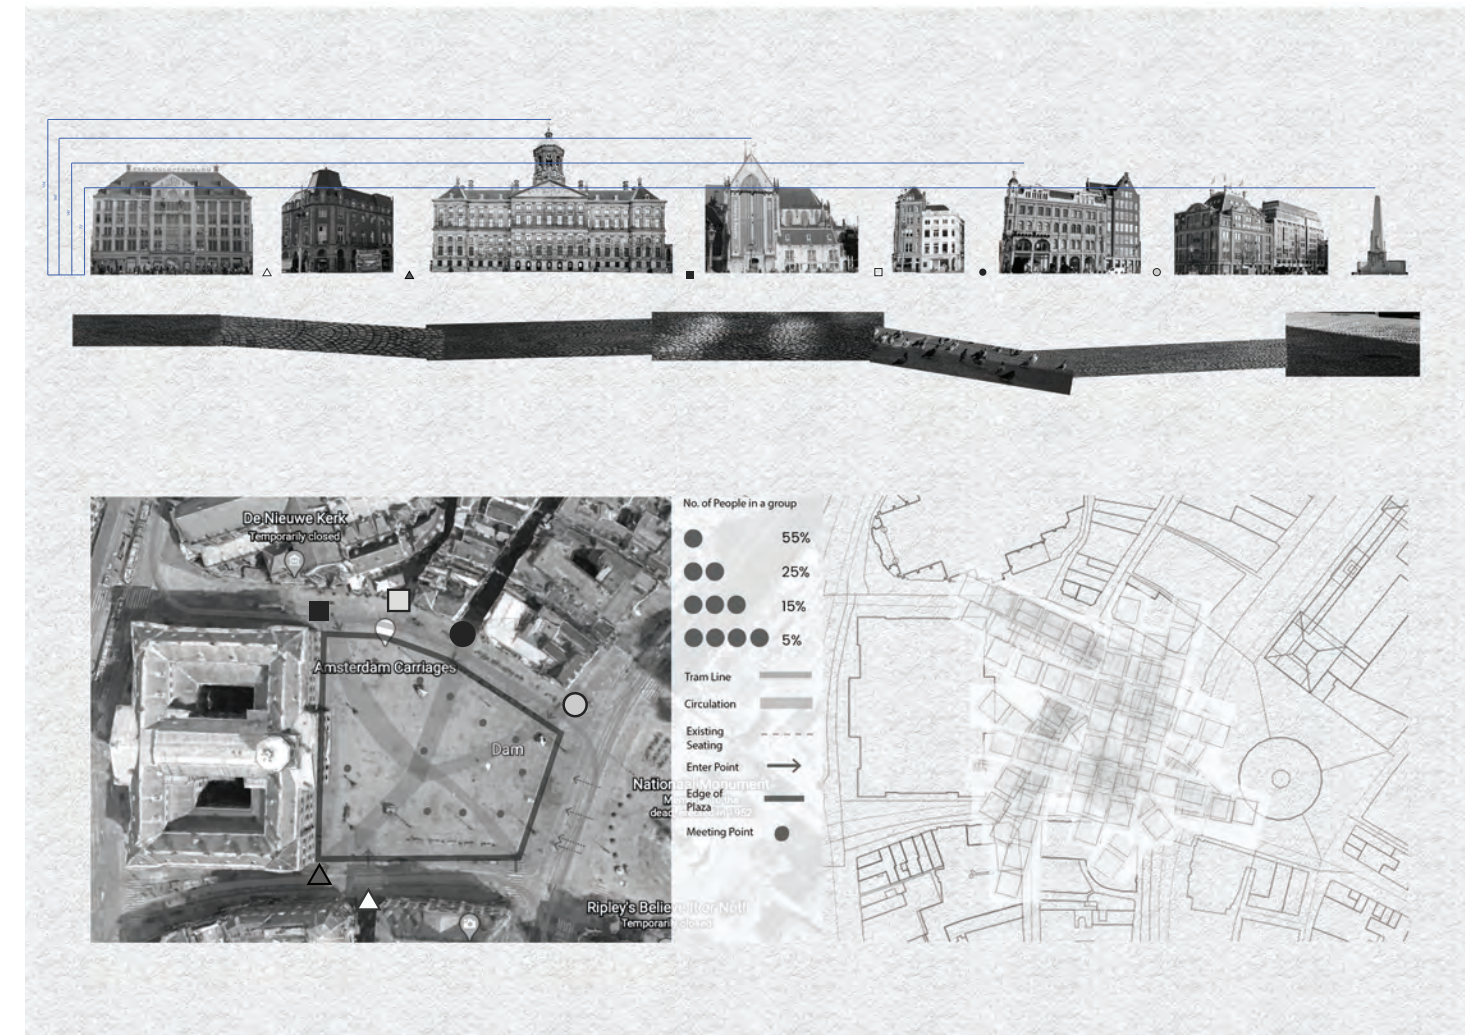 De Nieuwe Kerk
Temporarily closed
Amsterdam Carriages
Dam
National Monument
Ripley's Believe It or Not!
Temporarily closed
No. of People in a group
55%
25%
15%
5%
Tram Line
Circulation
Existing
Seating
Enter Point
Edge of
Plaza
Meeting Point